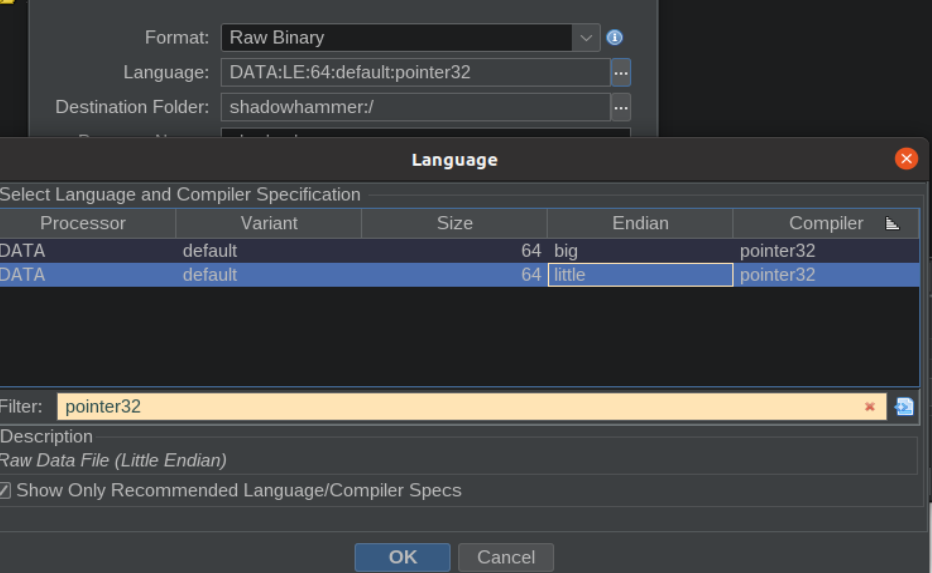 Format: Raw Binary
Language: DATA:LE:64:default:pointer32 ...
Destination Folder: shadowhammer:/ ...
Language
Select Language and Compiler Specification
Processor Variant Size Endian Compiler
DATA default 64 big pointer32
DATA default 64 little pointer32
Filter: pointer32
Description
Raw Data File (Little Endian)
Show Only Recommended Language/Compiler Specs
OK Cancel